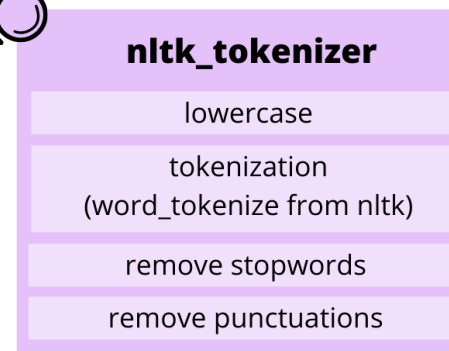 nltk_tokenizer
lowercase
tokenization
(word_tokenize from nltk)
remove stopwords
remove punctuations